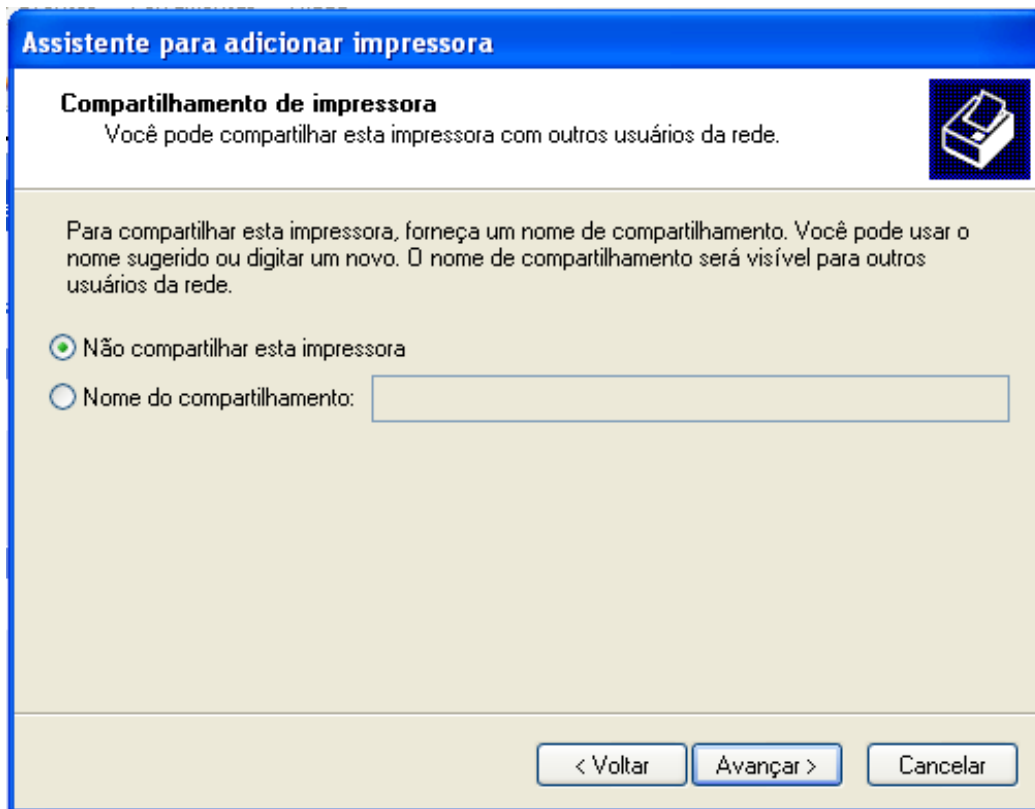 Assistente para adicionar impressora
Compartilhamento de impressora
Você pode compartilhar esta impressora com outros usuários da rede.
Para compartilhar esta impressora, forneça um nome de compartilhamento. Você pode usar o
nome sugerido ou digitar um novo. O nome de compartilhamento será visível para outros
usuários da rede.
Não compartilhar esta impressora
Nome do compartilhamento:
< Voltar
Avançar >
Cancelar